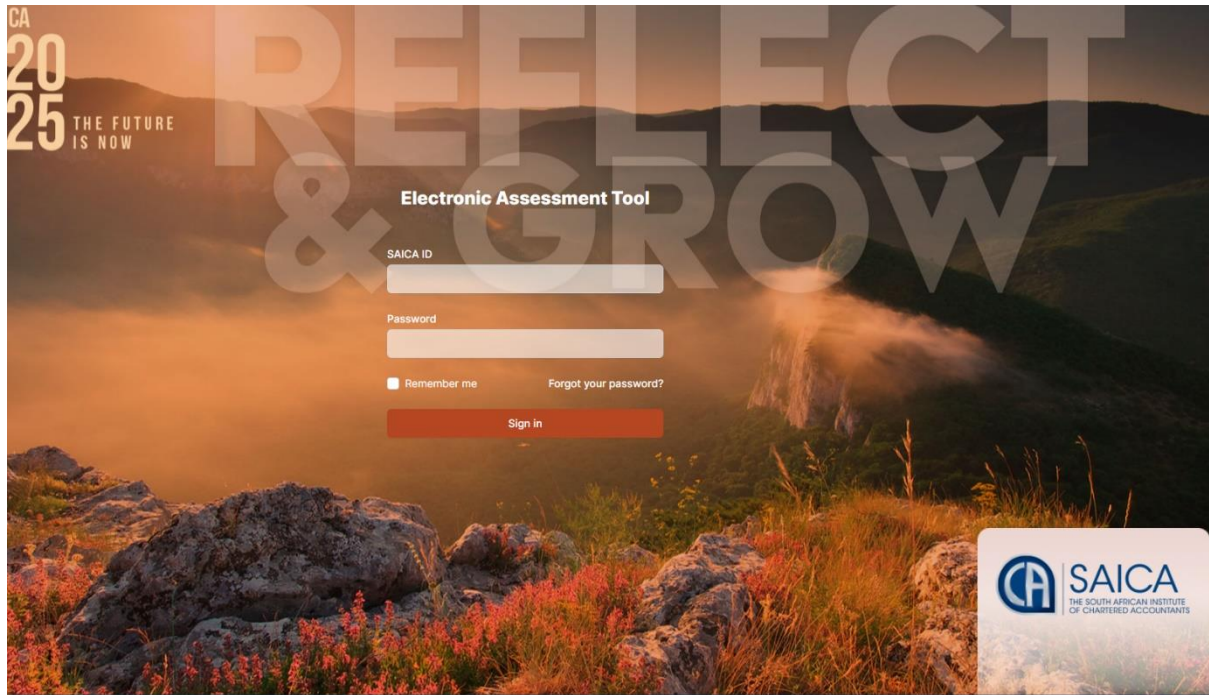 CA
20
25
THE FUTURE
IS NOW
REFLECT
& GROW
Electronic Assessment Tool
SAICA ID
Password
Remember me
Forgot your password?
Sign in
CA
SAICA
THE SOUTH AFRICAN INSTITUTE
OF CHARTERED ACCOUNTANTS